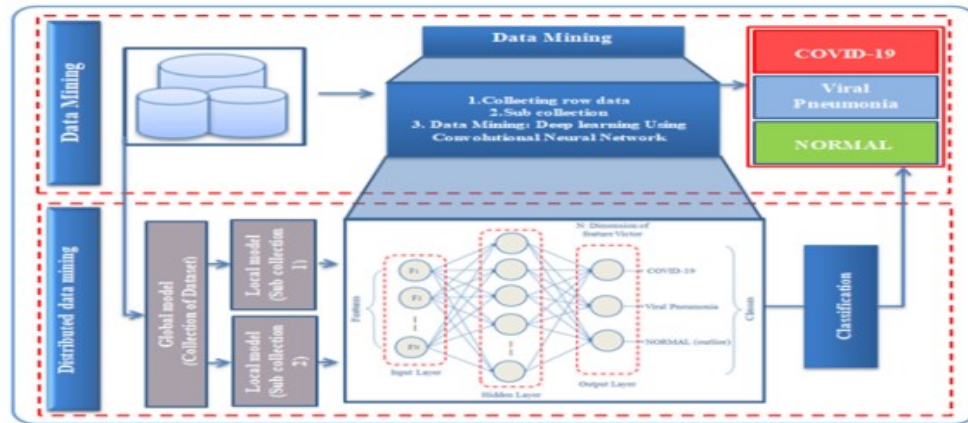 Data Mining
Data Mining
1.Collecting row data
2.Sub collection
3. Data Mining: Deep learning Using
Convolutional Neural Network
COVID-19
Viral
Pneumonia
NORMAL
Distributed data mining
Global model
(Collection of Dataset)
Local model
(Sub collection
1)
Local model
(Sub collection
2)
Features
F1
F2
Input Layer
Hidden Layer
N: Dimension of
feature Victor
COVID-19
Viral Pneumonia
NORMAL (outlier)
Output Layer
Classes
Classification